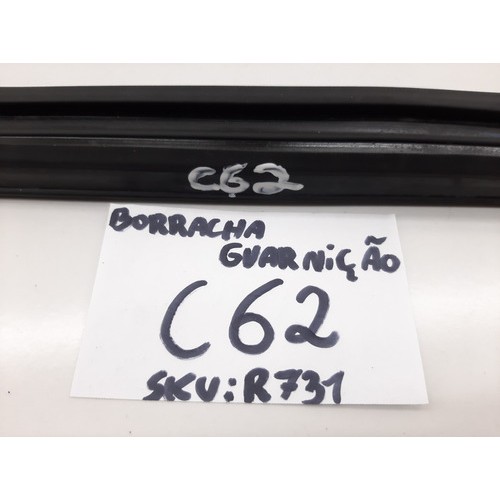 C62
BORRACHA
GUARNIÇÃO
C62
SKU:R731